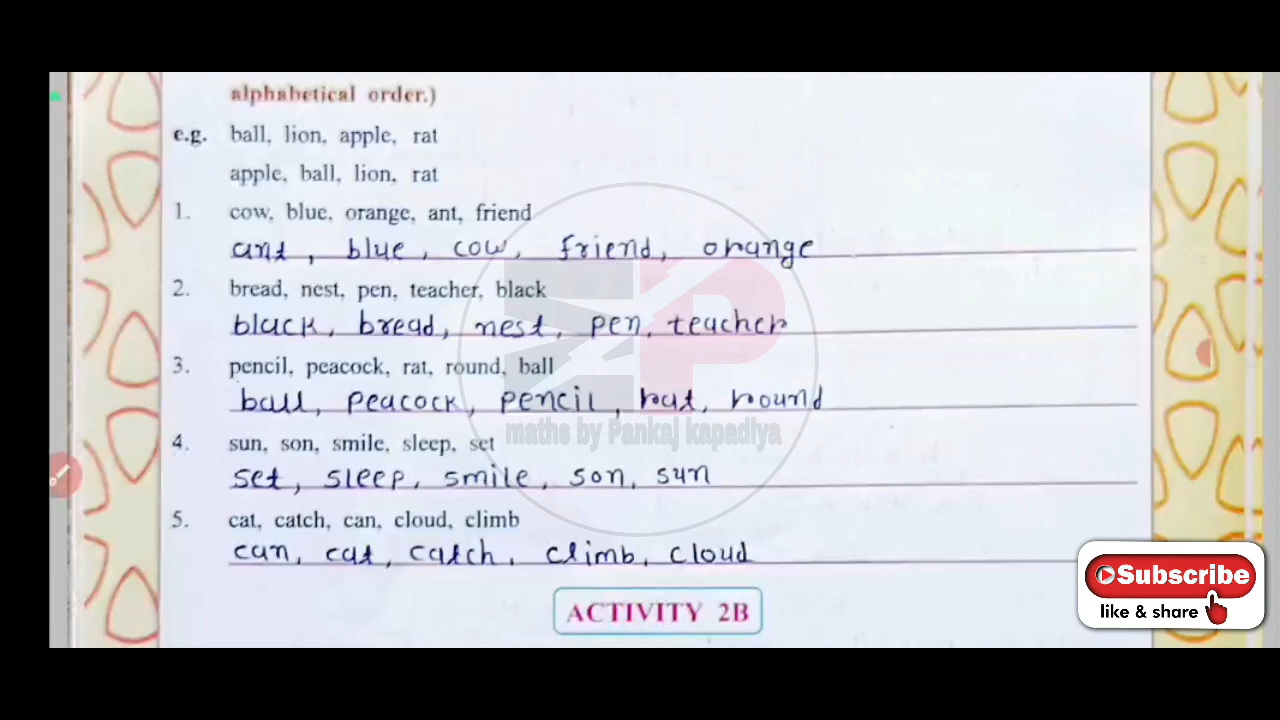 alphabetical order.)
e.g. ball, lion, apple, rat
apple, ball, lion, rat
1. cow, blue, orange, ant, friend
ant, blue, cow, friend, orange
2. bread, nest, pen, teacher, black
black, bread, nest, pen, teacher
3. pencil, peacock, rat, round, ball
ball, peacock, pencil, rat, round
maths by Pankaj kapadiya
4. sun, son, smile, sleep, set
set, sleep, smile, son, sun
5. cat, catch, can, cloud, climb
can, cat, catch, climb, cloud
Subscribe
like & share
ACTIVITY 2B